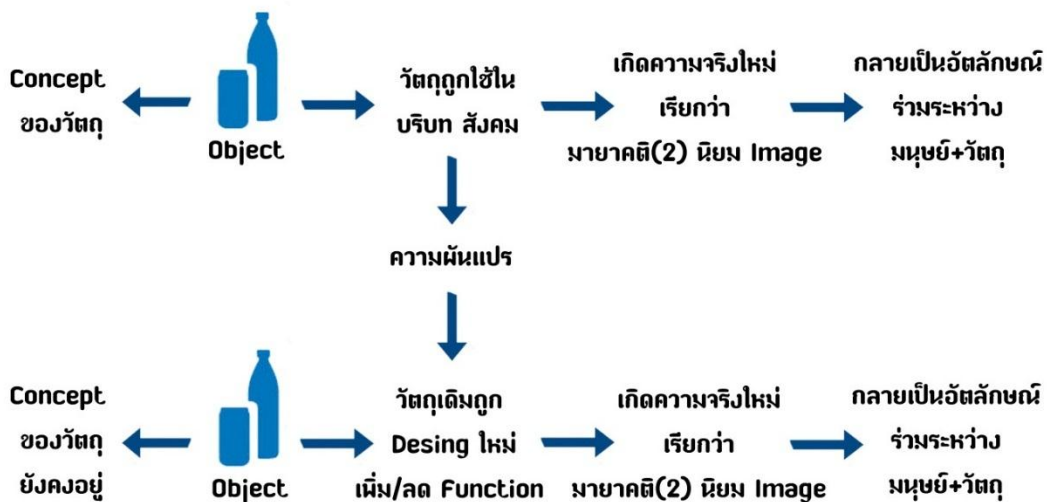 Concept
ของวัตถุ
Object
วัตถุถูกใช้ใน
บริบท สังคม
เกิดความจริงใหม่
เรียกว่า
มายาคติ(2) นิยม Image
กลายเป็นอัตลักษณ์
ร่วมระหว่าง
มนุษย์+วัตถุ
ความผันแปร
Concept
ของวัตถุ
ยังคงอยู่
Object
วัตถุเดิมถูก
Desing ใหม่
เพิ่ม/ลด Function
เกิดความจริงใหม่
เรียกว่า
มายาคติ(2) นิยม Image
กลายเป็นอัตลักษณ์
ร่วมระหว่าง
มนุษย์+วัตถุ